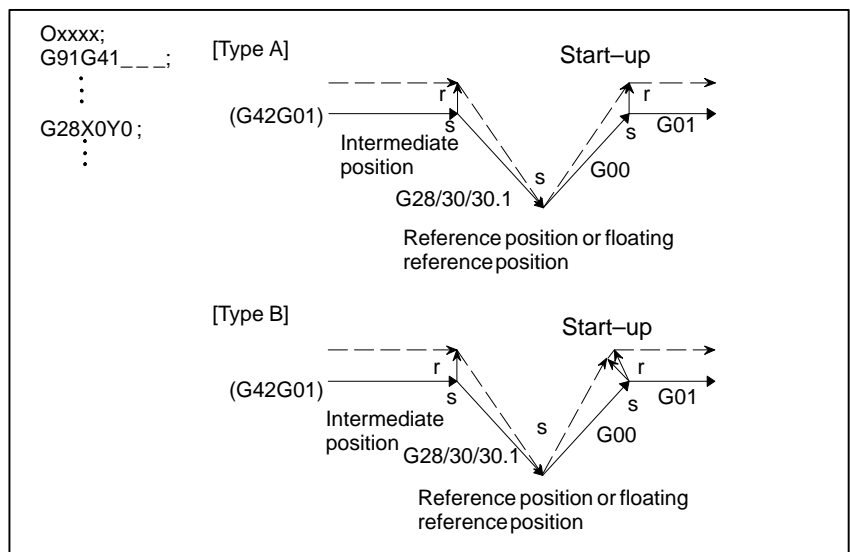 Oxxxx;
G91G41_ _ _;
G28X0Y0 ;
[Type A]
Start–up
r
r
(G42G01)
s
s
G01
Intermediate
position
s
G00
G28/30/30.1
Reference position or floating
reference position
[Type B]
Start–up
r
r
(G42G01)
s
s
G01
Intermediate
position
s
G00
G28/30/30.1
Reference position or floating
reference position